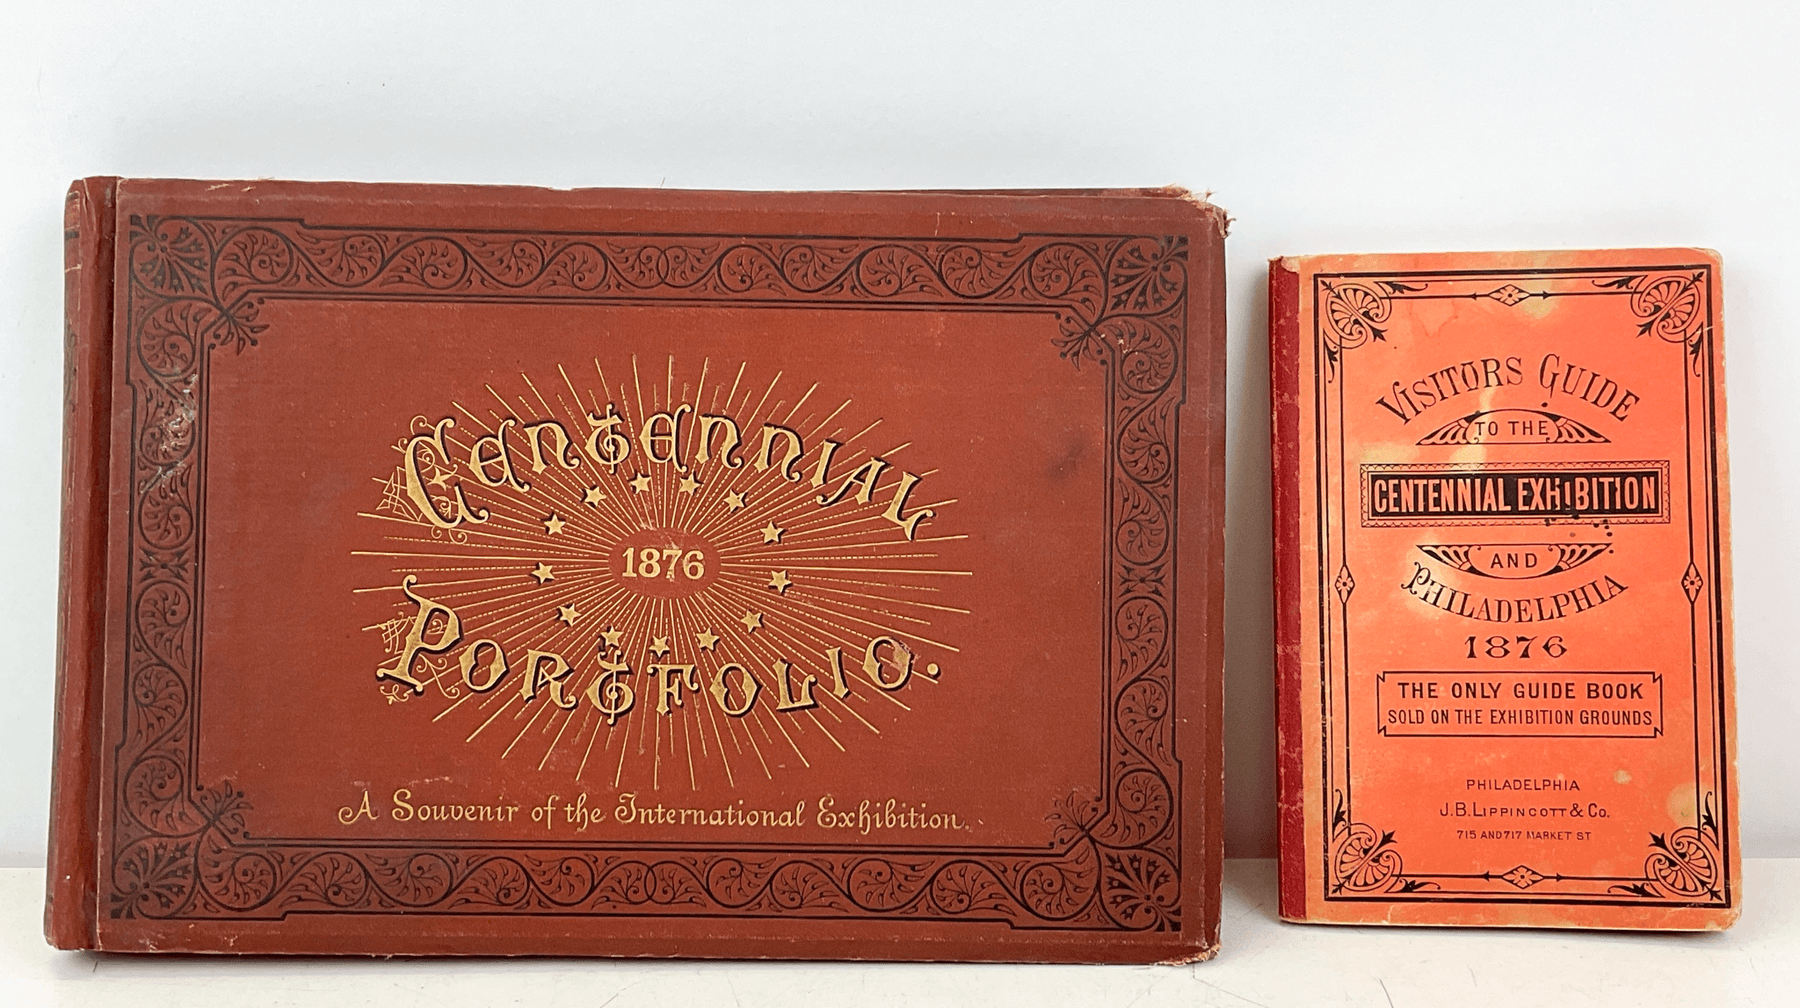 CENTENNIAL
1876
PORTFOLIO.
A Souvenir of the International Exhibition.
VISITORS GUIDE
TO THE
CENTENNIAL EXHIBITION
AND
PHILADELPHIA
1876
THE ONLY GUIDE BOOK
SOLD ON THE EXHIBITION GROUNDS
PHILADELPHIA
J.B. LIPPINCOTT & CO.
715 AND 717 MARKET ST